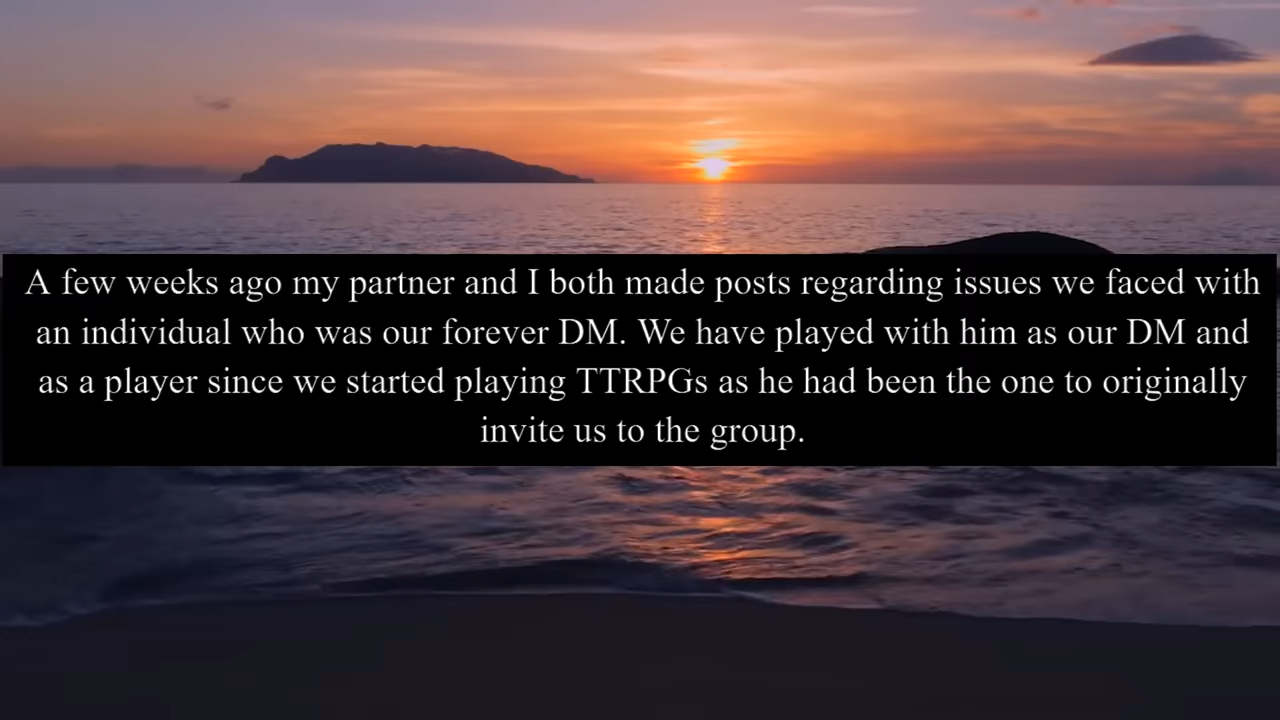 A few weeks ago my partner and I both made posts regarding issues we faced with
an individual who was our forever DM. We have played with him as our DM and
as a player since we started playing TTRPGs as he had been the one to originally
invite us to the group.